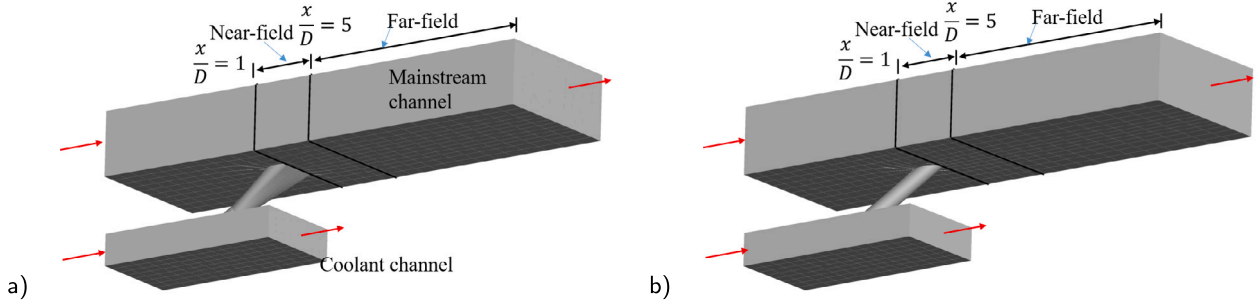 Near-field x/D = 5 Far-field
x/D = 1
Mainstream
channel
Coolant channel
a)
Near-field x/D = 5 Far-field
x/D = 1
b)